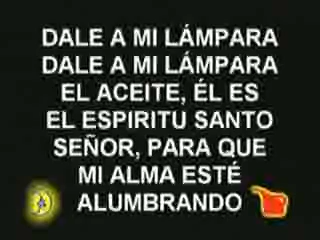 DALE A MI LÁMPARA
DALE A MI LÁMPARA
EL ACEITE, ÉL ES
EL ESPIRITU SANTO
SEÑOR, PARA QUE
MI ALMA ESTÉ
ALUMBRANDO